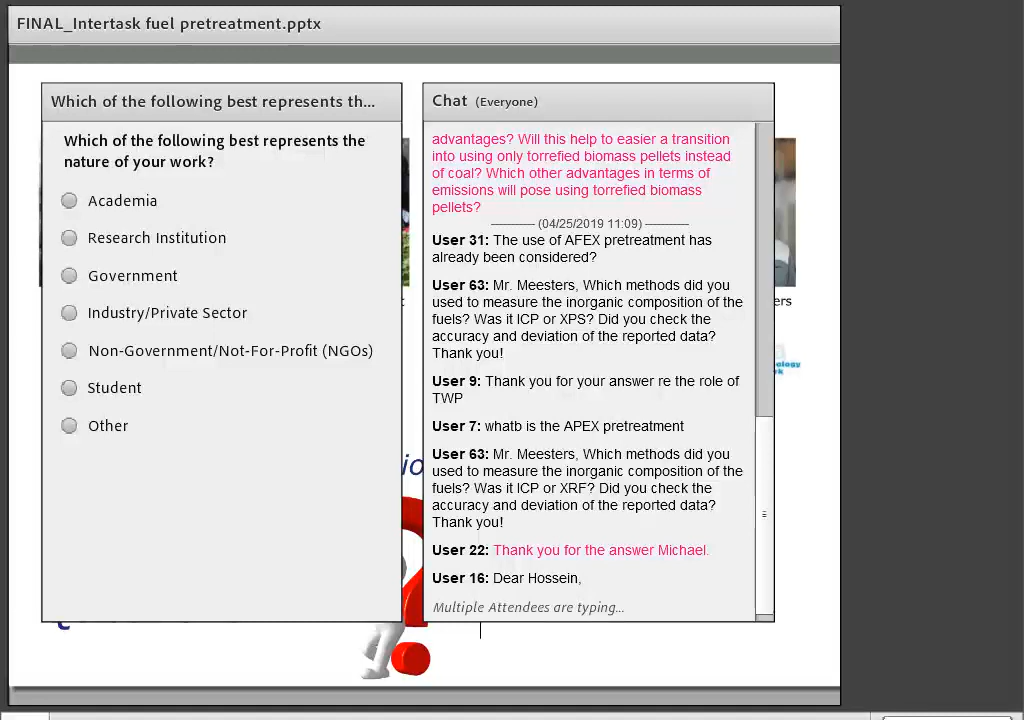 FINAL_Intertask fuel pretreatment.pptx
Which of the following best represents th...
Which of the following best represents the
nature of your work?
Academia
Research Institution
Government
Industry/Private Sector
Non-Government/Not-For-Profit (NGOs)
Student
Other
Chat (Everyone)
advantages? Will this help to easier a transition
into using only torrefied biomass pellets instead
of coal? Which other advantages in terms of
emissions will pose using torrefied biomass
pellets?
(04/25/2019 11:09)
User 31: The use of AFEX pretreatment has
already been considered?
User 63: Mr. Meesters, Which methods did you
used to measure the inorganic composition of the
fuels? Was it ICP or XPS? Did you check the
accuracy and deviation of the reported data?
Thank you!
User 9: Thank you for your answer re the role of
TWP
User 7: whatb is the APEX pretreatment
User 63: Mr. Meesters, Which methods did you
used to measure the inorganic composition of the
fuels? Was it ICP or XRF? Did you check the
accuracy and deviation of the reported data?
Thank you!
User 22: Thank you for the answer Michael.
User 16: Dear Hossein,
Multiple Attendees are typing...
ers
ology
rk
io